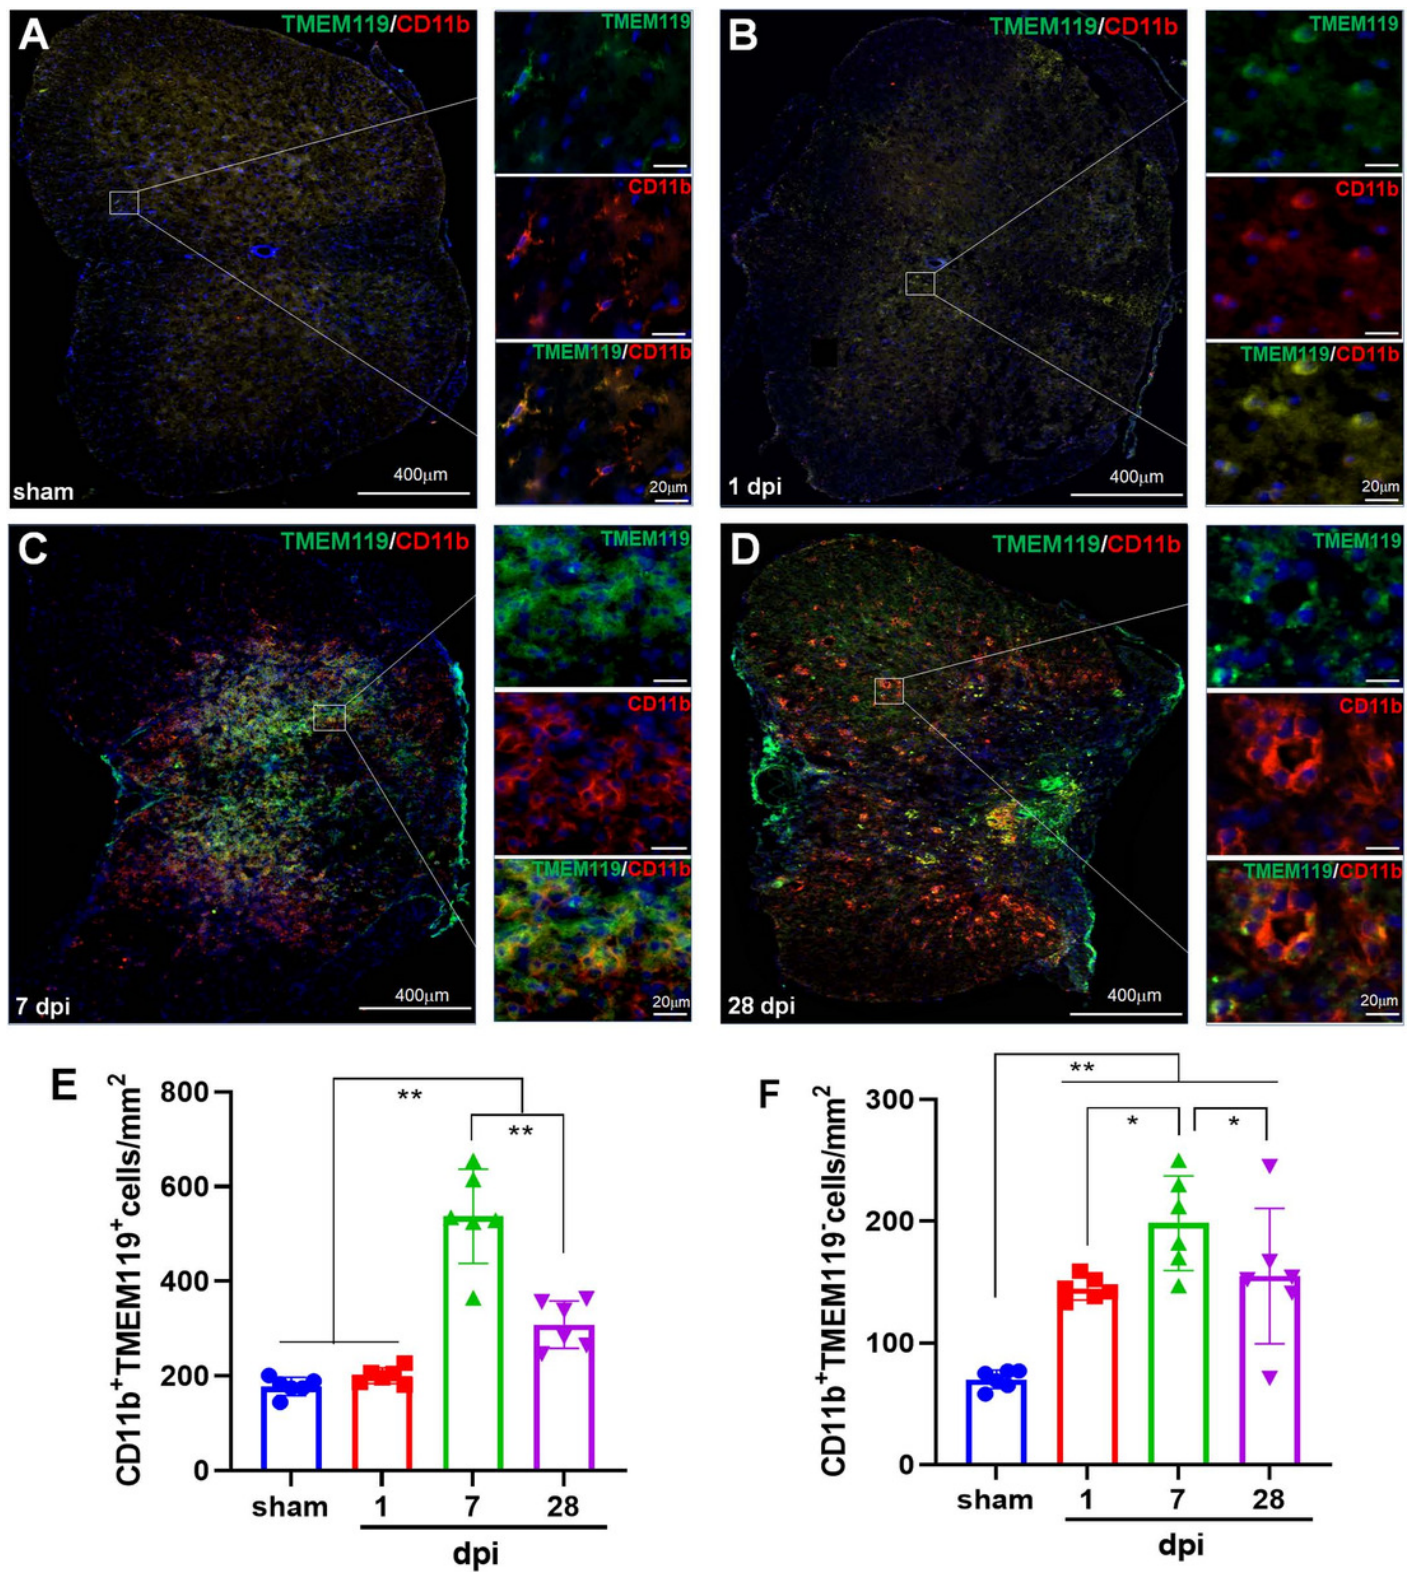 A
TMEM119/CD11b
TMEM119
CD11b
TMEM119/CD11b
sham
400μm
20μm
B
TMEM119/CD11b
TMEM119
CD11b
TMEM119/CD11b
1 dpi
400μm
20μm
C
TMEM119/CD11b
TMEM119
CD11b
TMEM119/CD11b
7 dpi
400μm
20μm
D
TMEM119/CD11b
TMEM119
CD11b
TMEM119/CD11b
28 dpi
400μm
20μm
E
CD11b⁺TMEM119⁺cells/mm²
800
600
400
200
0
**
**
sham 1 7 28
dpi
F
CD11b⁺TMEM119⁻cells/mm²
300
200
100
0
**
* *
sham 1 7 28
dpi